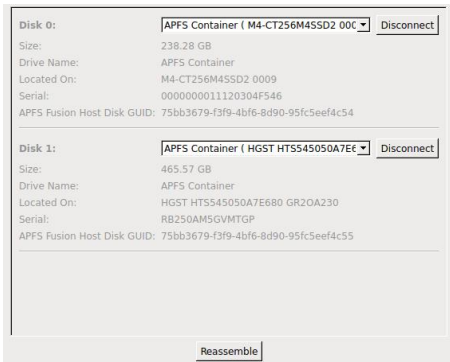 Disk 0: APFS Container ( M4-CT256M4SSD2 000 Disconnect
Size: 238.28 GB
Drive Name: APFS Container
Located On: M4-CT256M4SSD2 0009
Serial: 0000000011120304F546
APFS Fusion Host Disk GUID: 75bb3679-f3f9-4bf6-8d90-95fc5eef4c54
Disk 1: APFS Container ( HGST HTS545050A7E6 Disconnect
Size: 465.57 GB
Drive Name: APFS Container
Located On: HGST HTS545050A7E680 GR2OA230
Serial: RB250AM5GVMTGP
APFS Fusion Host Disk GUID: 75bb3679-f3f9-4bf6-8d90-95fc5eef4c55
Reassemble